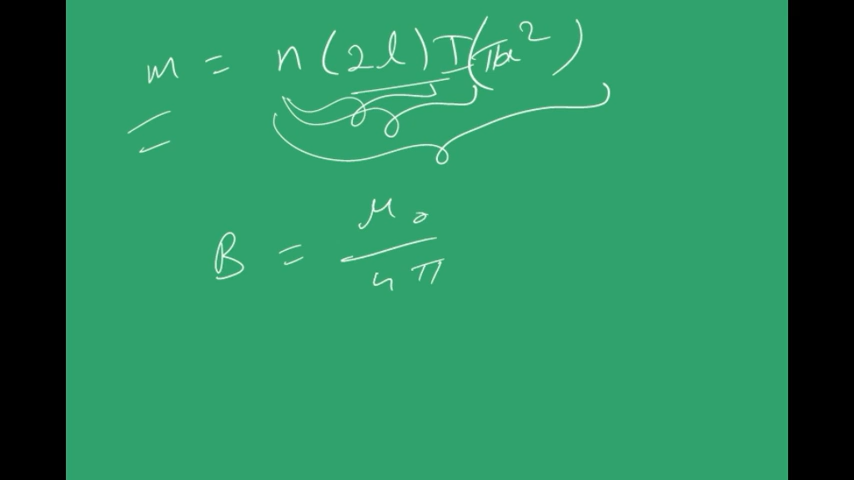 m = n (2l) I (πa²)
B = μ₀ / 4π